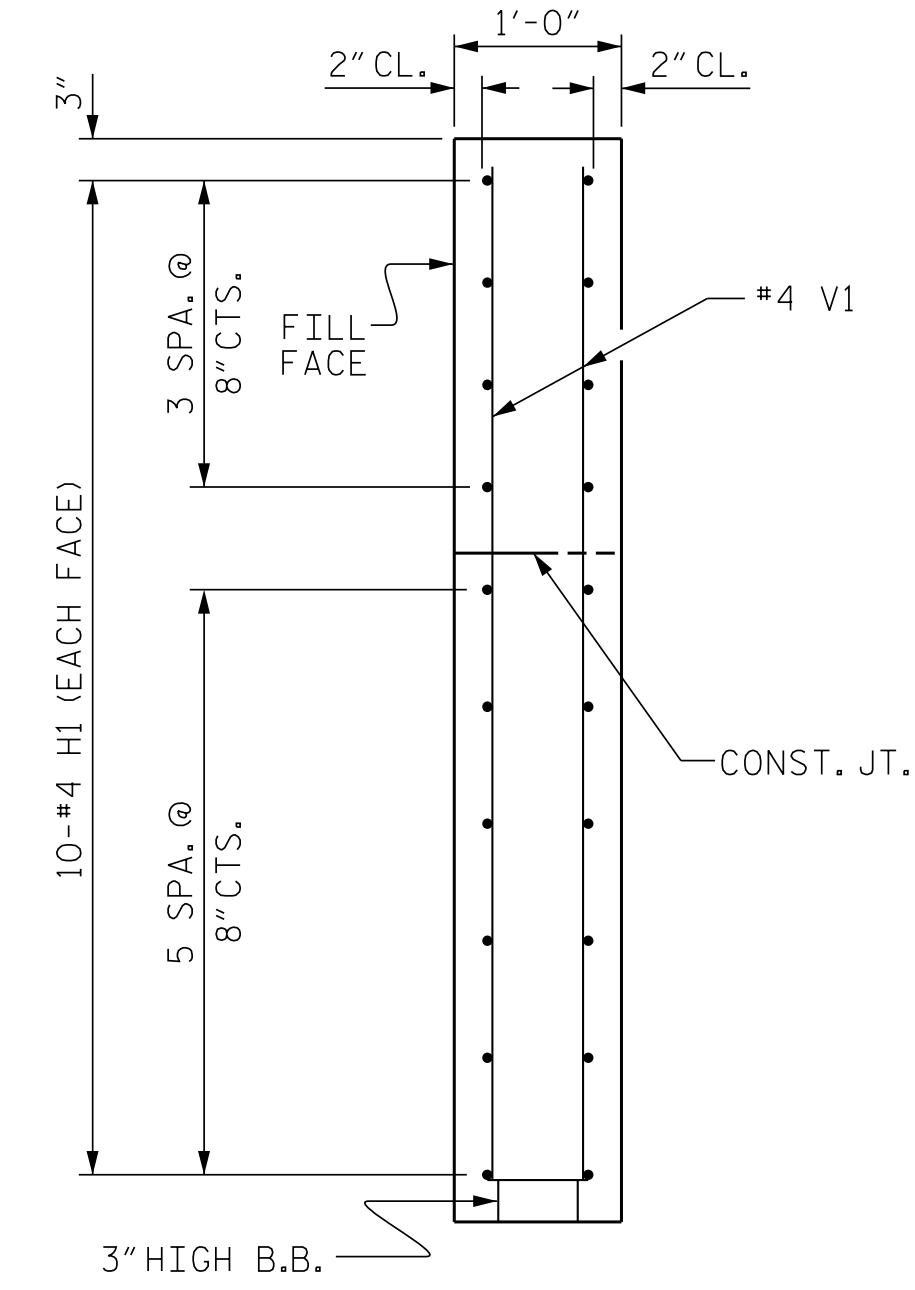 1'-0"
2" CL.
2" CL.
3"
3 SPA. @
8" CTS.
FILL
FACE
#4 V1
10-#4 H1 (EACH FACE)
CONST. JT.
5 SPA. @
8" CTS.
3" HIGH B.B.